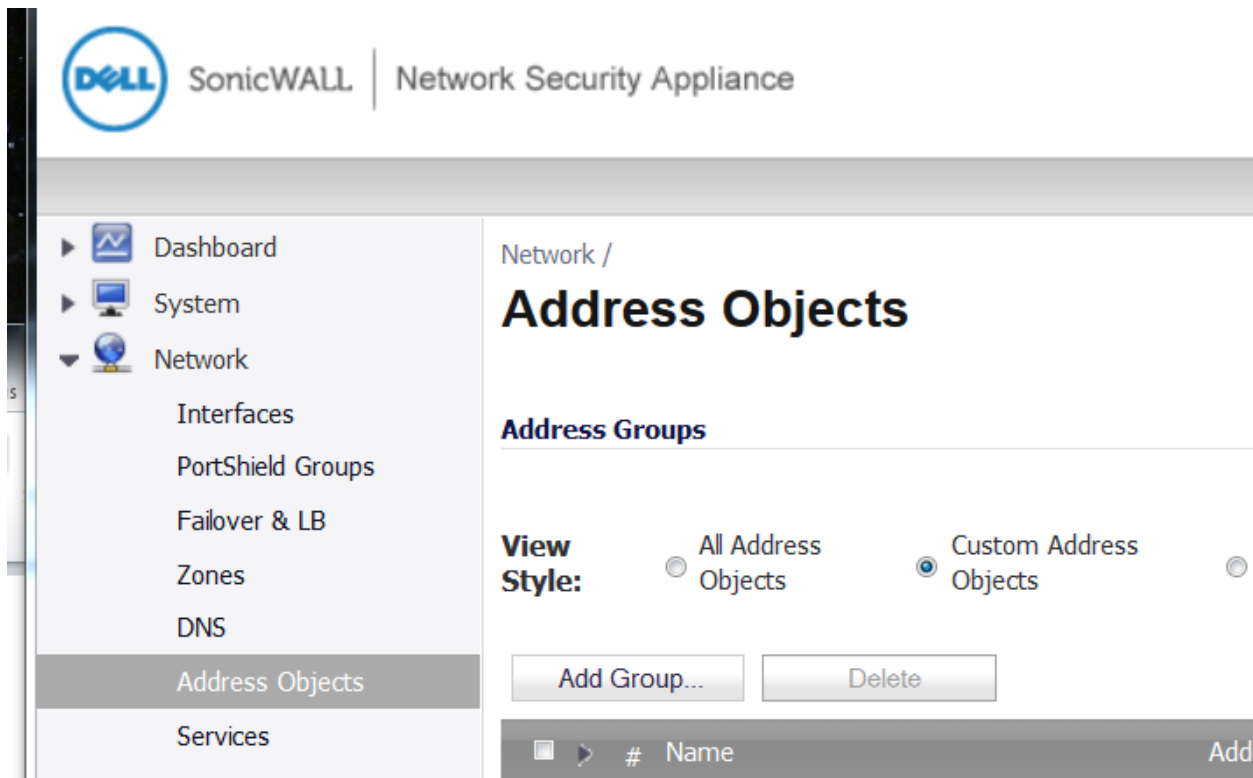 DELL SonicWALL Network Security Appliance
Dashboard
System
Network
Interfaces
PortShield Groups
Failover & LB
Zones
DNS
Address Objects
Services
Network /
Address Objects
Address Groups
View
Style:
All Address
Objects
Custom Address
Objects
Add Group...
Delete
# Name
Add
s